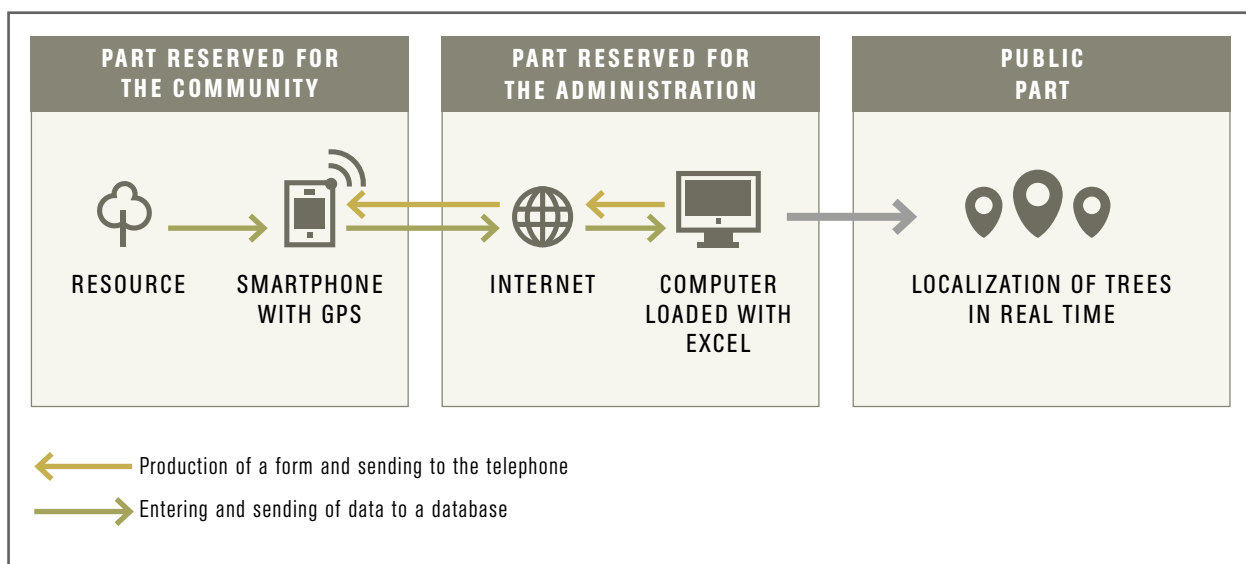 PART RESERVED FOR
THE COMMUNITY
PART RESERVED FOR
THE ADMINISTRATION
PUBLIC
PART
RESOURCE
SMARTPHONE
WITH GPS
INTERNET
COMPUTER
LOADED WITH
EXCEL
LOCALIZATION OF TREES
IN REAL TIME
Production of a form and sending to the telephone
Entering and sending of data to a database